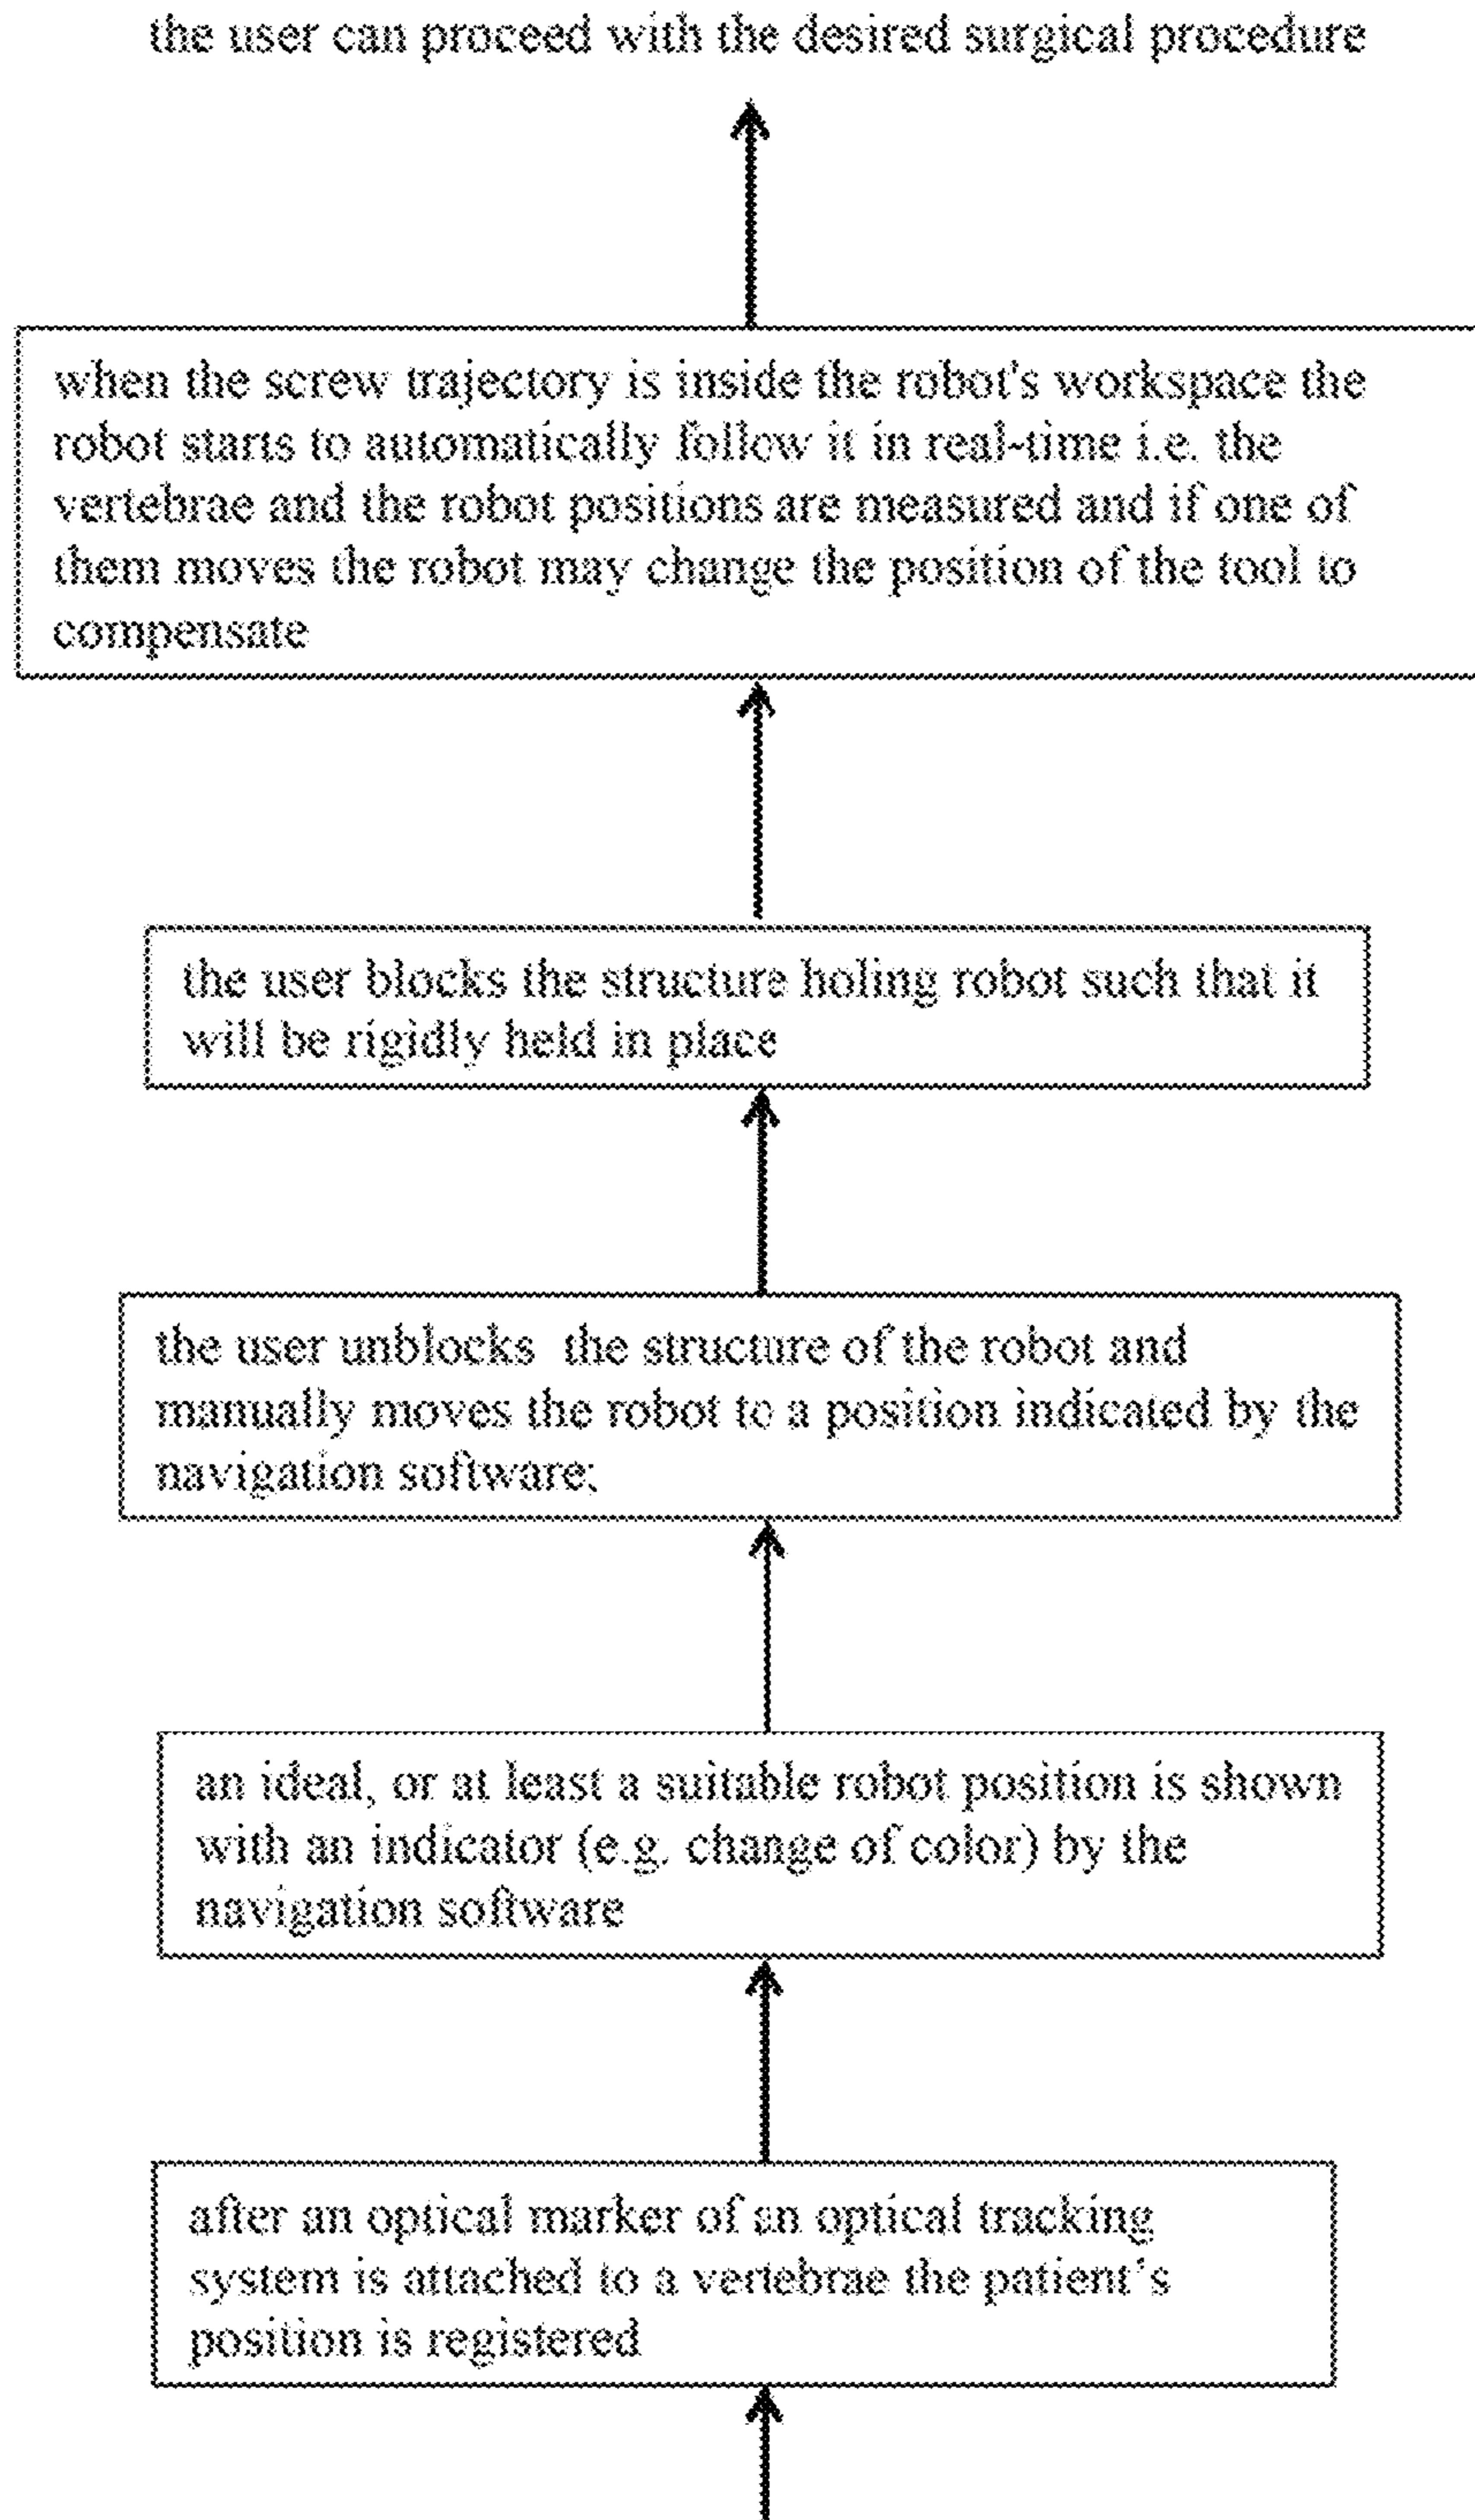 the user can proceed with the desired surgical procedure
when the screw trajectory is inside the robot's workspace the
robot starts to automatically follow it in real-time i.e. the
vertebrae and the robot positions are measured and if one of
them moves the robot may change the position of the tool to
compensate
the user blocks the structure holing robot such that it
will be rigidly held in place
the user unblocks  the structure of the robot and
manually moves the robot to a position indicated by the
navigation software;
an ideal, or at least a suitable robot position is shown
with an indicator (e.g. change of color) by the
navigation software
after an optical marker of an optical tracking
system is attached to a vertebrae the patient's
position is registered